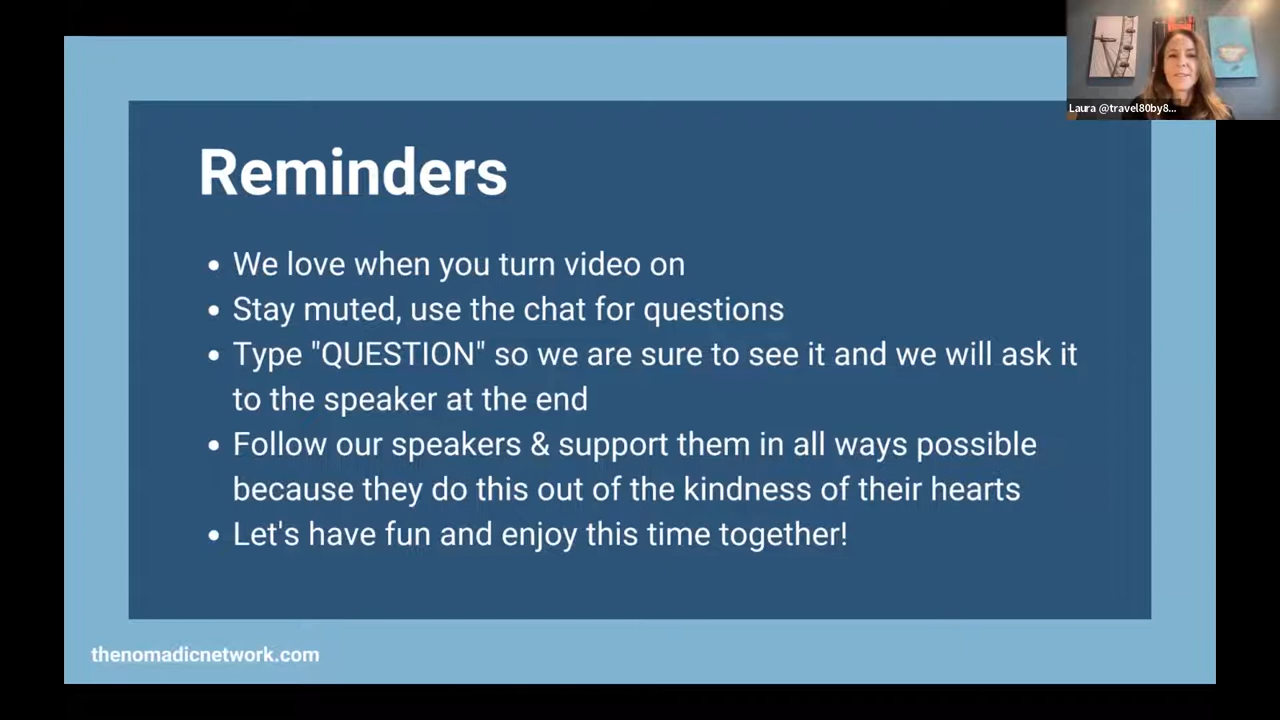 Laura @travel80by8...
Reminders
• We love when you turn video on
• Stay muted, use the chat for questions
• Type "QUESTION" so we are sure to see it and we will ask it
to the speaker at the end
• Follow our speakers & support them in all ways possible
because they do this out of the kindness of their hearts
• Let's have fun and enjoy this time together!
thenomadicnetwork.com